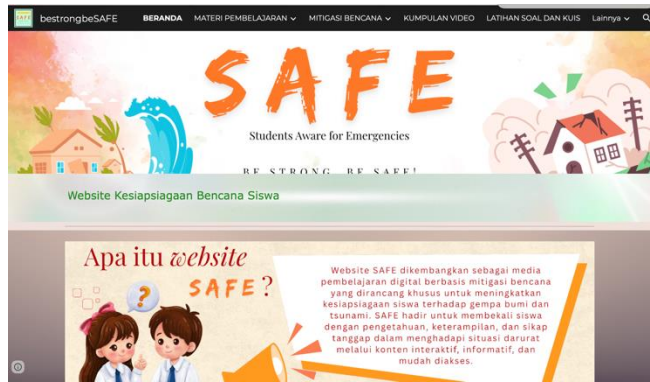 bestrongbeSAFE BERANDA MATERI PEMBELAJARAN MITIGASI BENCANA KUMPULAN VIDEO LATIHAN SOAL DAN KUIS Lainnya
SAFE
Students Aware for Emergencies
BE STRONG, BE SAFE!
Website Kesiapsiagaan Bencana Siswa
Apa itu website
SAFE?
Website SAFE dikembangkan sebagai media
pembelajaran digital berbasis mitigasi bencana
yang dirancang khusus untuk meningkatkan
kesiapsiagaan siswa terhadap gempa bumi dan
tsunami. SAFE hadir untuk membekali siswa
dengan pengetahuan, keterampilan, dan sikap
tanggap dalam menghadapi situasi darurat
melalui konten interaktif, informatif, dan
mudah diakses.